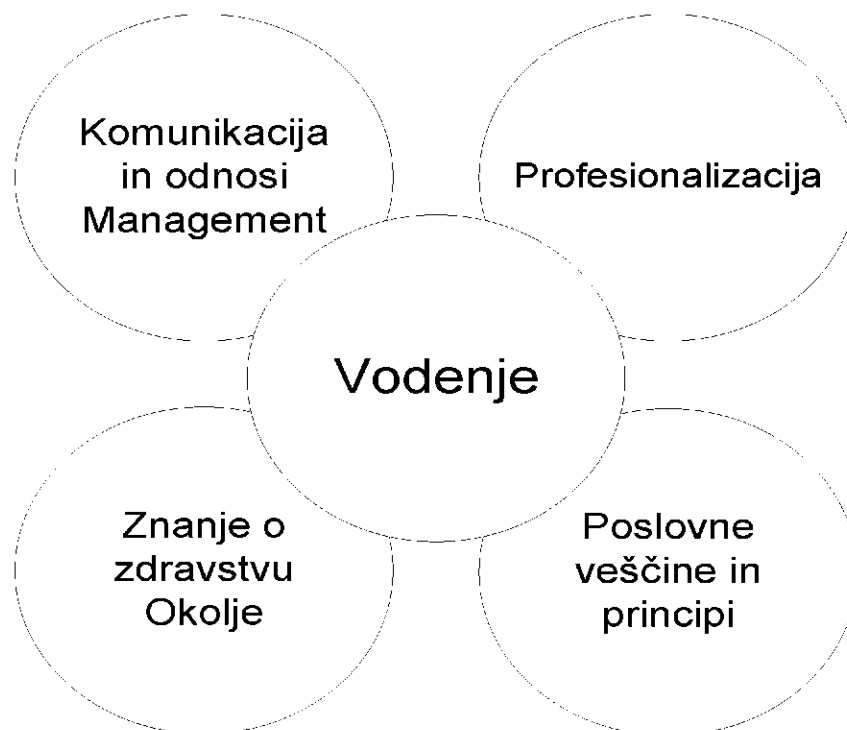 Komunikacija
in odnosi
Management
Profesionalizacija
Vodenje
Znanje o
zdravstvu
Okolje
Poslovne
veščine in
principi